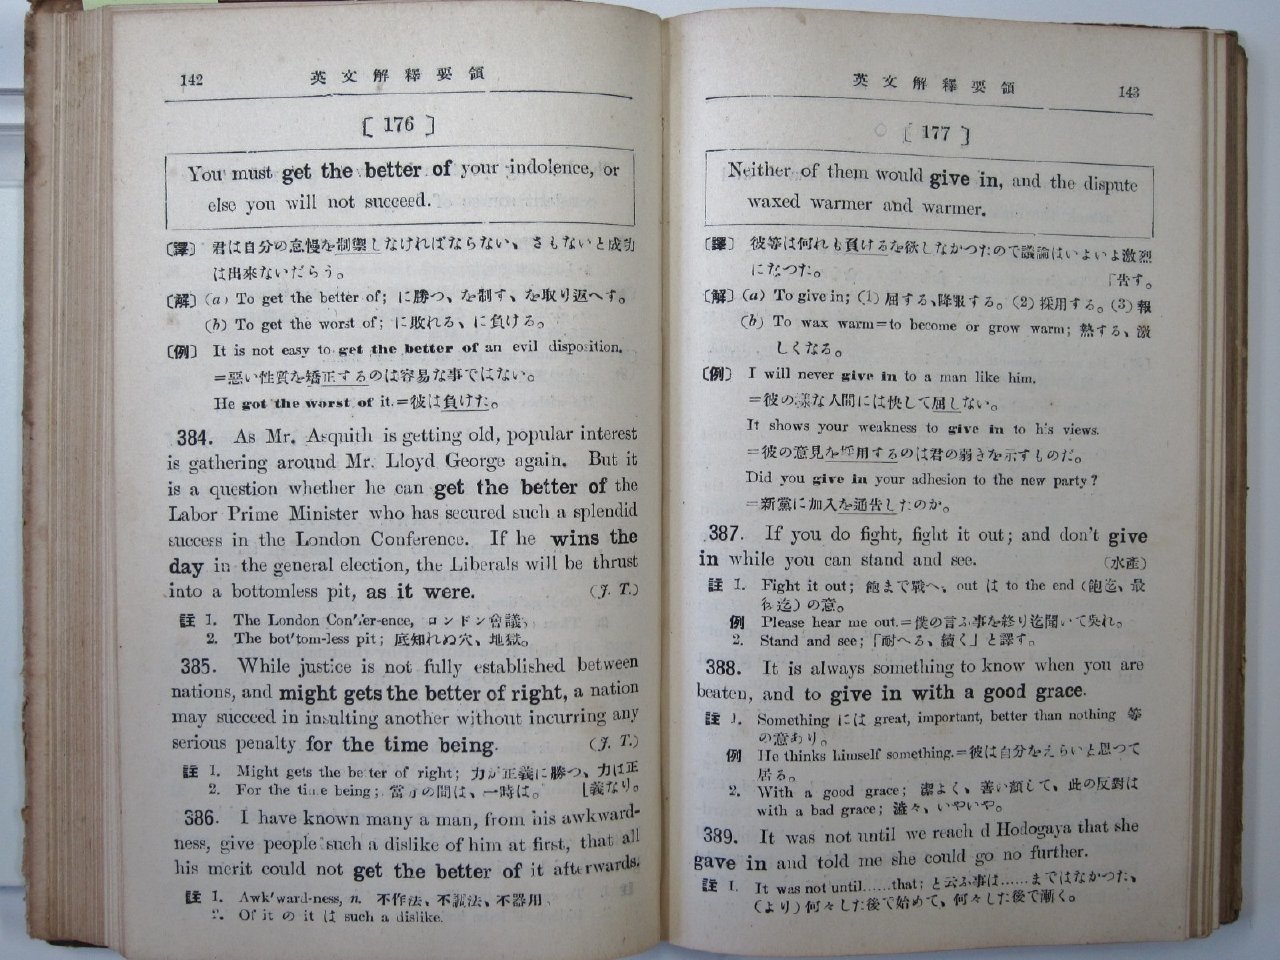 142 英文解釋要領
[ 176 ]
You must get the better of your indolence, or
else you will not succeed.
〔譯〕 君は自分の怠慢を制禦しなければならない、さもないと成功
は出來ないだらう。
〔解〕 (a) To get the better of; に勝つ、を制す、を取り返へす。
(b) To get the worst of; に敗れる、に負ける。
〔例〕 It is not easy to get the better of an evil disposition.
=惡い性質を矯正するのは容易な事ではない。
He got the worst of it.=彼は負けた。
384. As Mr. Asquith is getting old, popular interest
is gathering around Mr. Lloyd George again. But it
is a question whether he can get the better of the
Labor Prime Minister who has secured such a splendid
success in the London Conference. If he wins the
day in the general election, the Liberals will be thrust
into a bottomless pit, as it were. (J. T.)
註 1. The London Con'fer-ence, ロンドン會議、
2. The bot'tom-less pit; 底知れぬ穴、地獄。
385. While justice is not fully established between
nations, and might gets the better of right, a nation
may succeed in insulting another without incurring any
serious penalty for the time being. (J. T.)
註 1. Might gets the better of right; 力が正義に勝つ、力は正
2. For the time being; 當分の間は、一時は。 〔義なり。
386. I have known many a man, from his awkward-
ness, give people such a dislike of him at first, that all
his merit could not get the better of it afterwards.
註 1. Awk'ward-ness, n. 不作法、不調法、不器用
2. Of it の it は such a dislike.
英文解釋要領 143
[ 177 ]
Neither of them would give in, and the dispute
waxed warmer and warmer.
〔譯〕 彼等は何れも負けるを欲しなかつたので議論はいよいよ激烈
になつた。 「告す。
〔解〕 (a) To give in; (1) 屈する、降服する。(2) 採用する。(3) 報
(b) To wax warm=to become or grow warm; 熱する、激
しくなる。
〔例〕 I will never give in to a man like him.
=彼の樣な人間には決して屈しない。
It shows your weakness to give in to his views.
=彼の意見を採用するのは君の弱きを示すものだ。
Did you give in your adhesion to the new party?
=新黨に加入を通告したのか。
387. If you do fight, fight it out; and don't give
in while you can stand and see. (水産)
註 1. Fight it out; 飽まで戰へ、out は to the end (飽迄、最
後迄) の意。
例 Please hear me out.=僕の言ふ事を終り迄聞いて吳れ。
2. Stand and see; 「耐へる、續く」と譯す。
388. It is always something to know when you are
beaten, and to give in with a good grace.
註 1. Something には great, important, better than nothing 等
の意あり。
例 He thinks himself something.=彼は自分をえらいと思つて
居る。
2. With a good grace; 潔よく、善い顏して、此の反對は
with a bad grace; 澁々、いやいや。
389. It was not until we reach d Hodogaya that she
gave in and told me she could go no further.
註 1. It was not until......that; と云ふ事は......まではなかつた、
(より) 何々した後で始めて、何々した後で漸く。